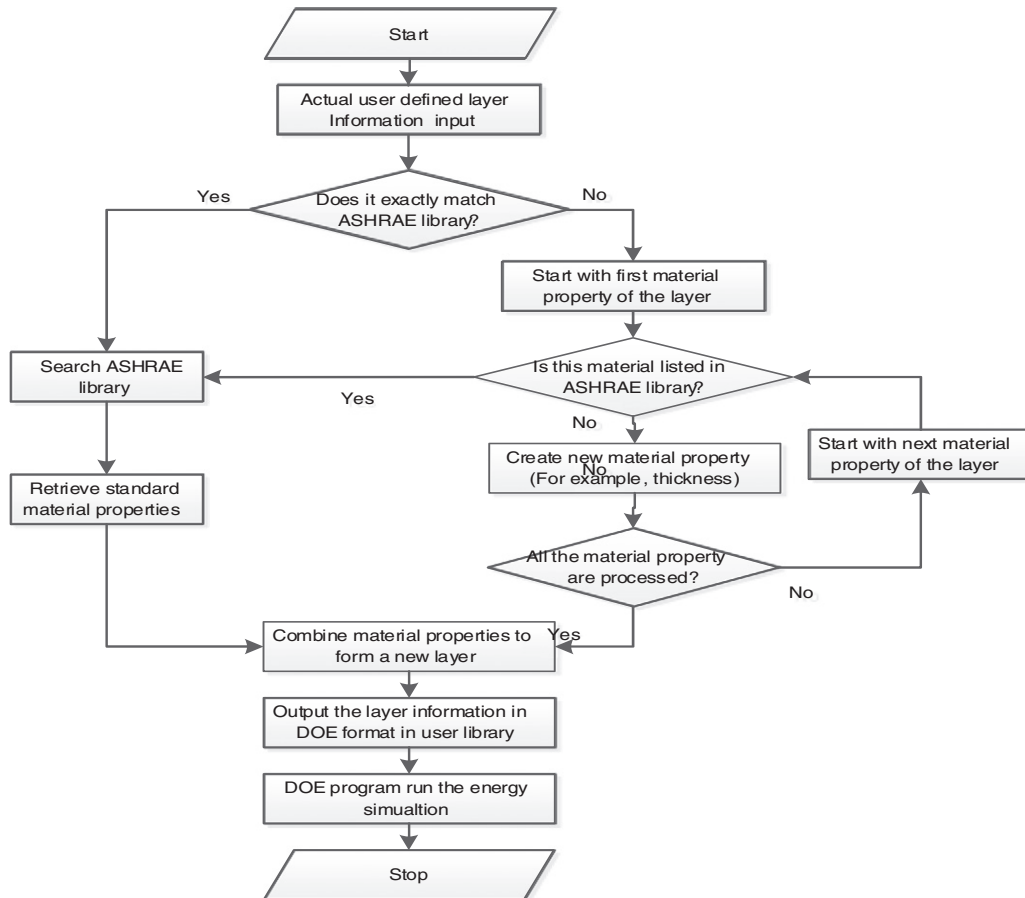 Start
Actual user defined layer
Information input
Does it exactly match
ASHRAE library?
Yes
No
Start with first material
property of the layer
Search ASHRAE
library
Is this material listed in
ASHRAE library?
Yes
No
Create new material property
(For example, thickness)
No
Start with next material
property of the layer
Retrieve standard
material properties
All the material property
are processed?
No
Yes
Combine material properties to
form a new layer
Output the layer information in
DOE format in user library
DOE program run the energy
simualtion
Stop